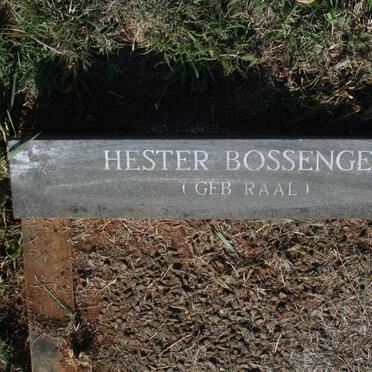 HESTER BOSSENGE
( GEB RAAL )